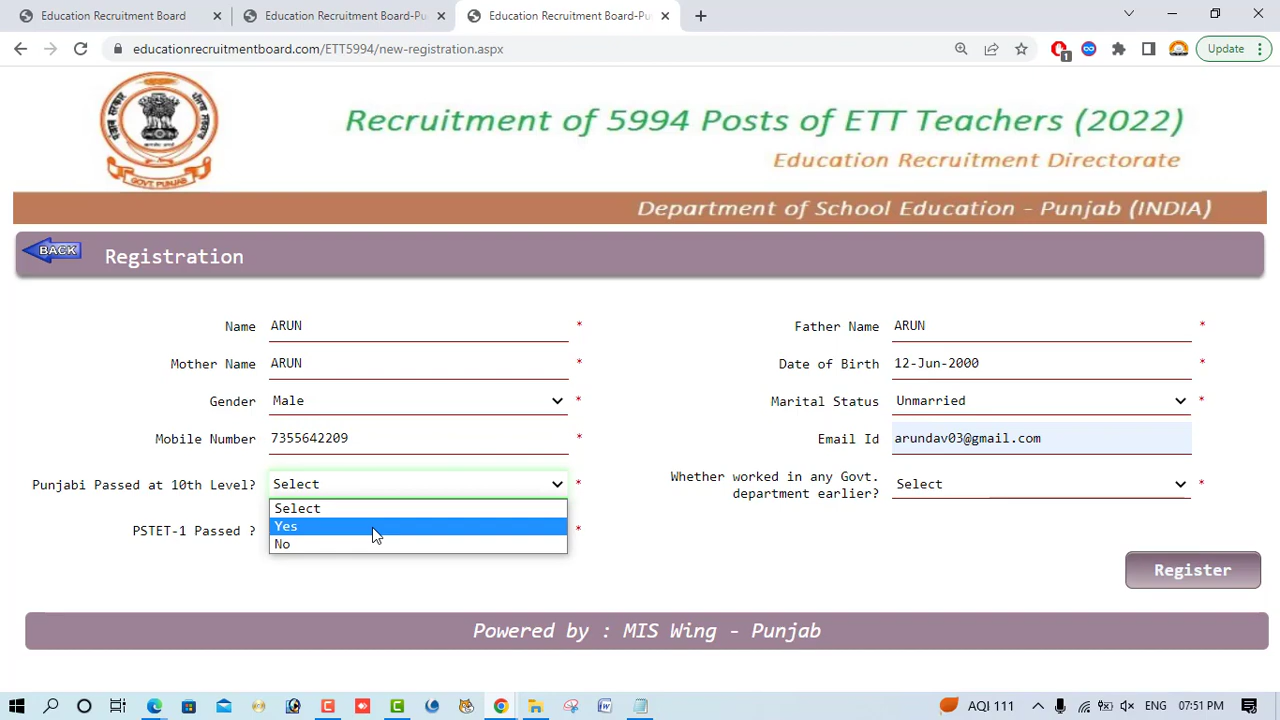 Education Recruitment Board
Education Recruitment Board-Pu
Education Recruitment Board-Pu
educationrecruitmentboard.com/ETT5994/new-registration.aspx
1
Update
GOVT. PUNJAB
Recruitment of 5994 Posts of ETT Teachers (2022)
Education Recruitment Directorate
Department of School Education - Punjab (INDIA)
BACK
Registration
Name ARUN *
Father Name ARUN *
Mother Name ARUN *
Date of Birth 12-Jun-2000 *
Gender Male *
Marital Status Unmarried *
Mobile Number 7355642209 *
Email Id arundav03@gmail.com
Punjabi Passed at 10th Level? Select *
Whether worked in any Govt.
department earlier? Select *
Select
Yes
No
PSTET-1 Passed ? *
Register
Powered by : MIS Wing - Punjab
AQI 111
ENG
07:51 PM